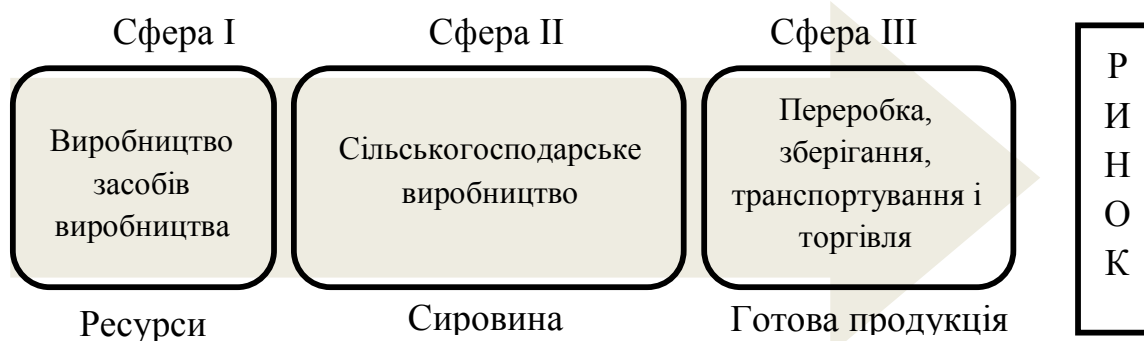 Сфера I
Сфера II
Сфера III
Виробництво
засобів
виробництва
Сільськогосподарське
виробництво
Переробка,
зберігання,
транспортування і
торгівля
Ресурси
Сировина
Готова продукція
Р
И
Н
О
К